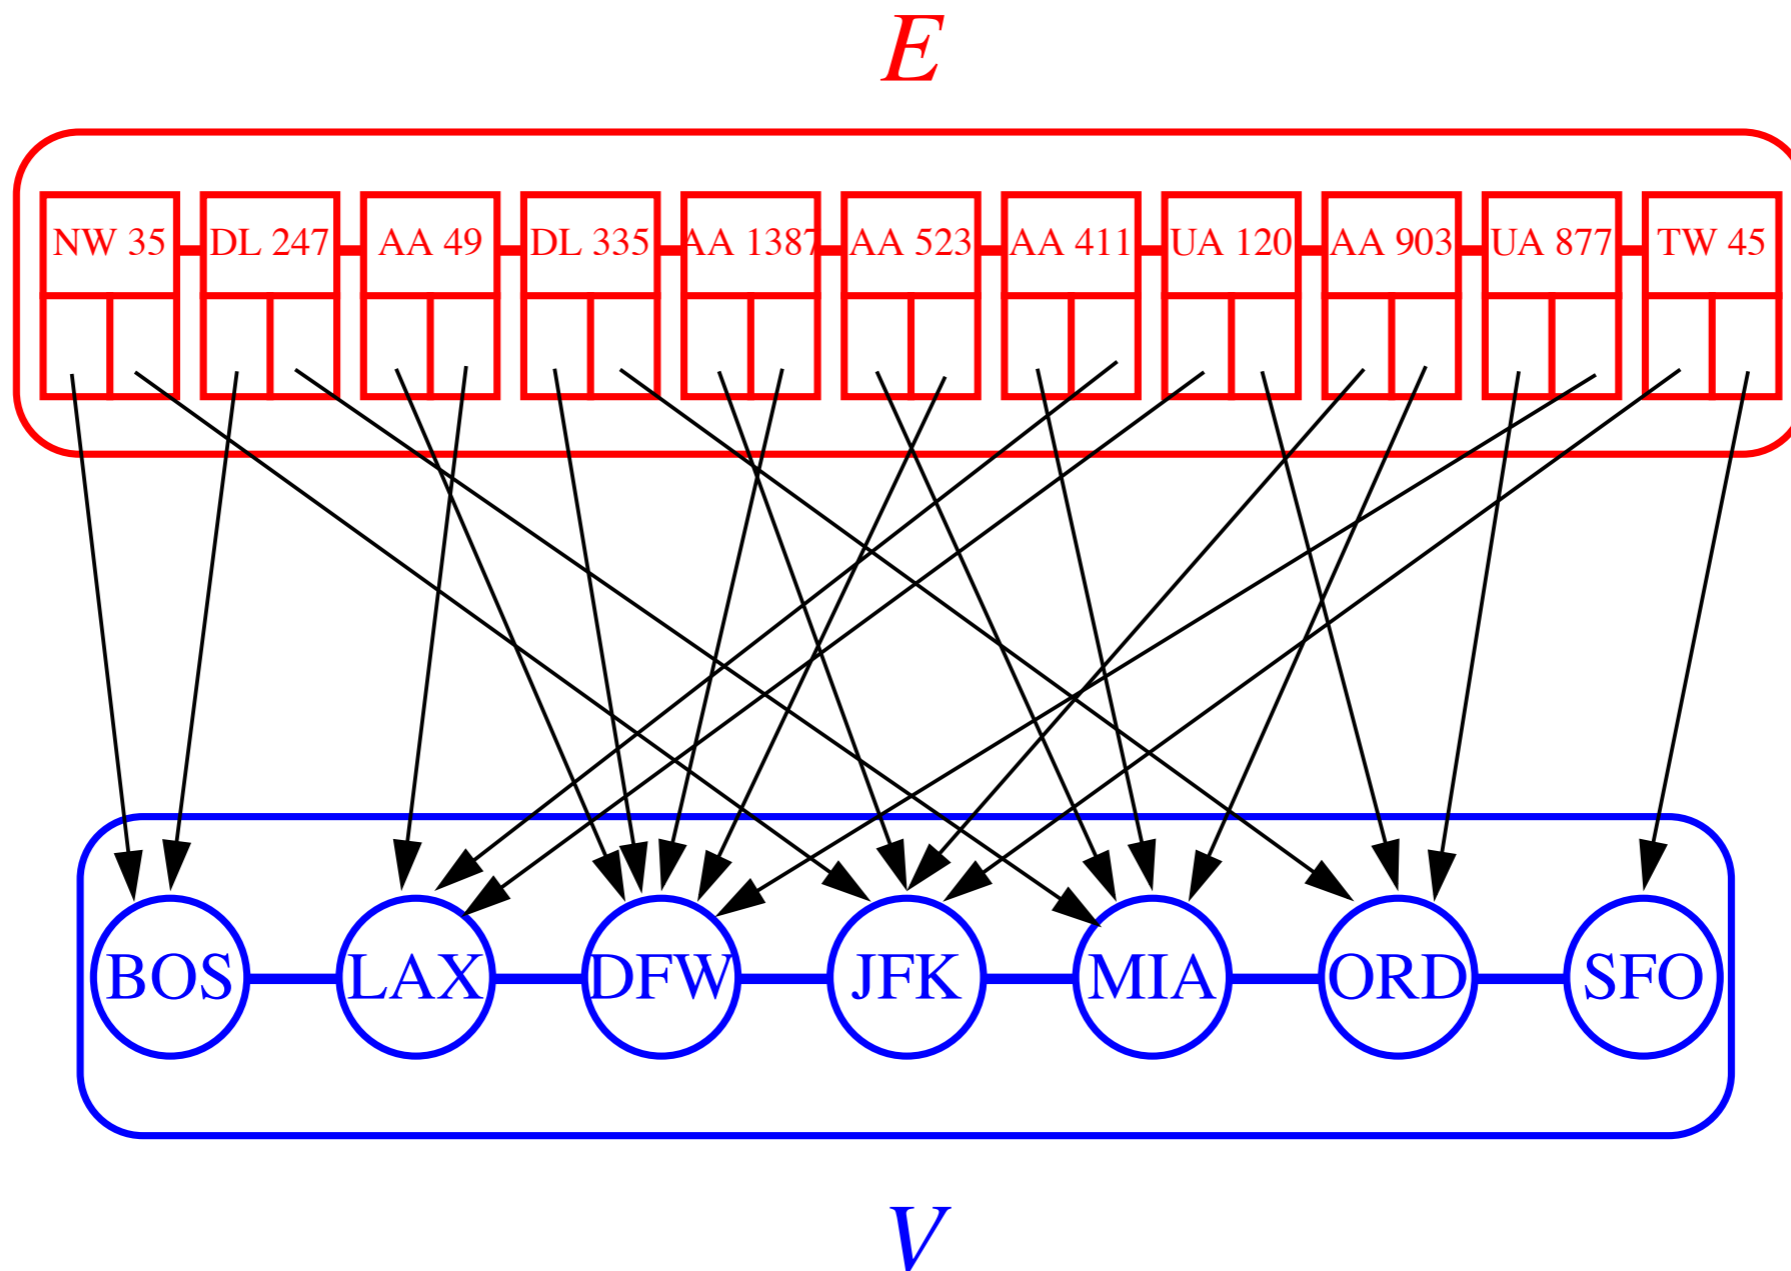 E
NW 35 DL 247 AA 49 DL 335 AA 1387 AA 523 AA 411 UA 120 AA 903 UA 877 TW 45
BOS LAX DFW JFK MIA ORD SFO
V